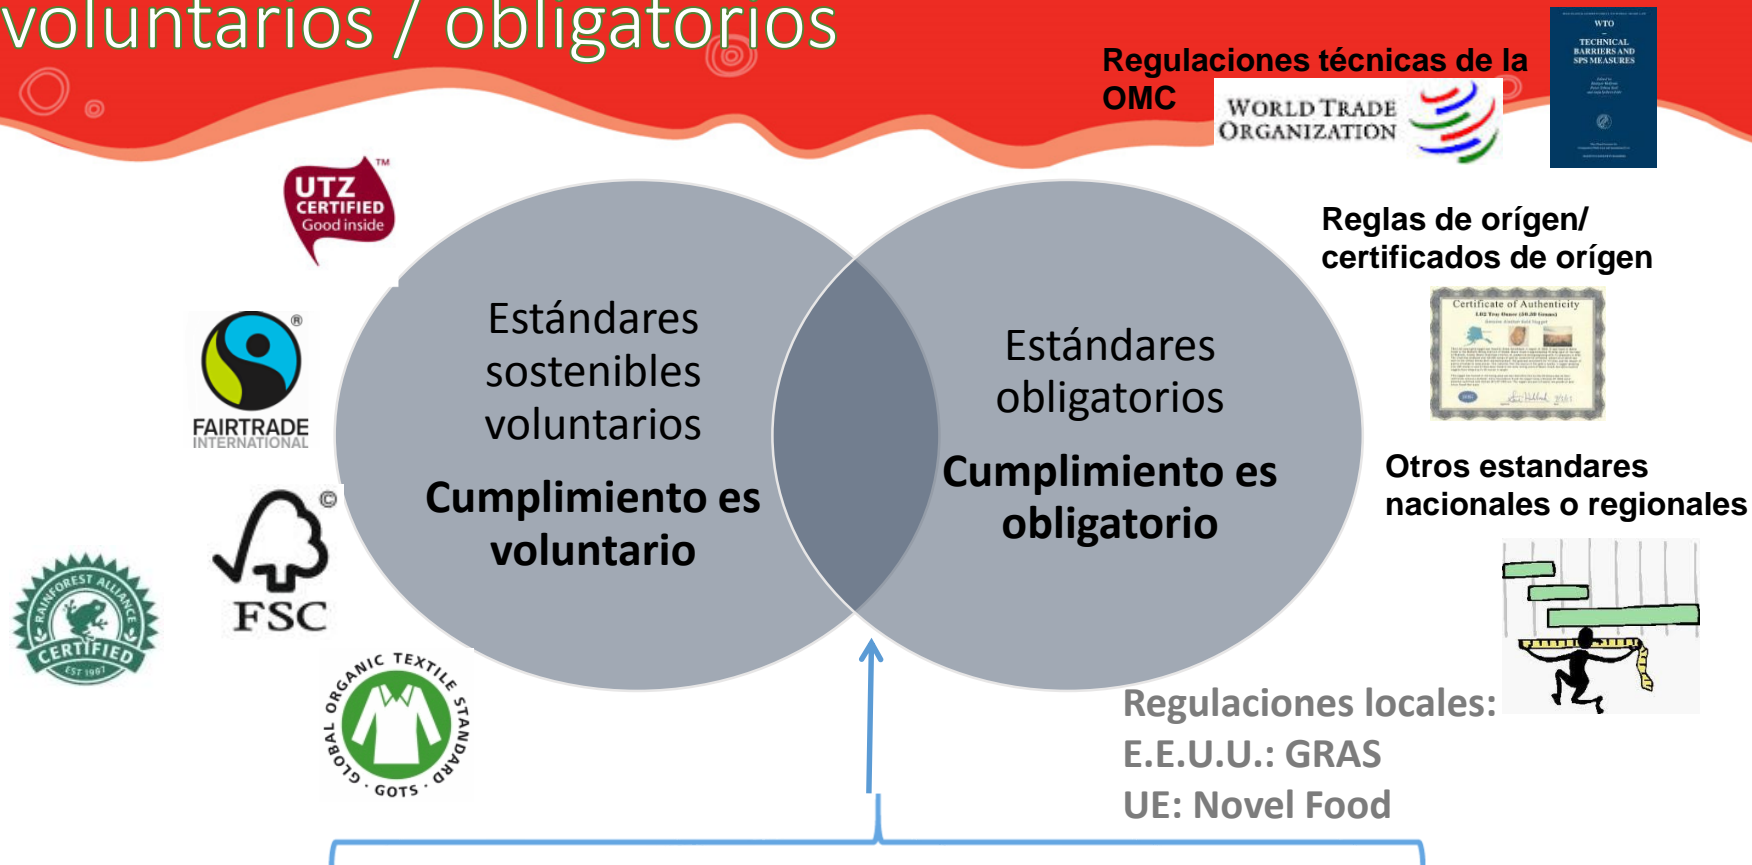 voluntarios / obligatorios
Regulaciones técnicas de la
OMC
WORLD TRADE
ORGANIZATION
WTO
TECHNICAL
BARRIERS AND
SPS MEASURES
UTZ
CERTIFIED
Good inside
TM
FAIRTRADE
INTERNATIONAL
®
FSC
©
RAINFOREST ALLIANCE
CERTIFIED
EST 1987
GLOBAL ORGANIC TEXTILE STANDARD
· GOTS ·
Estándares
sostenibles
voluntarios
Cumplimiento es
voluntario
Estándares
obligatorios
Cumplimiento es
obligatorio
Reglas de orígen/
certificados de orígen
Certificate of Authenticity
Otros estandares
nacionales o regionales
Regulaciones locales:
E.E.U.U.: GRAS
UE: Novel Food